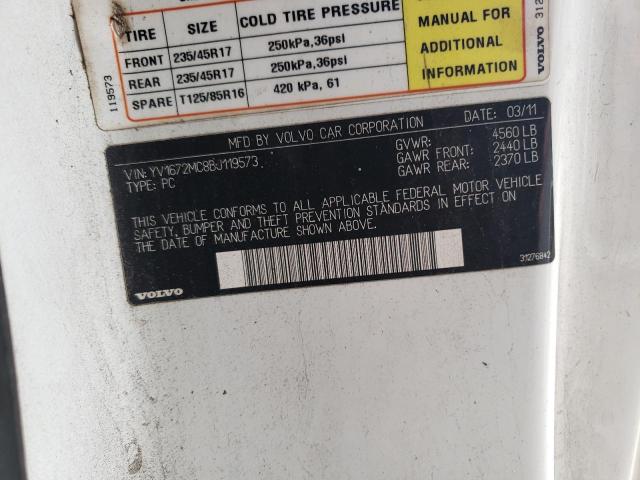 TIRE SIZE COLD TIRE PRESSURE
FRONT 235/45R17 250kPa,36psi
REAR 235/45R17 250kPa,36psi
SPARE T125/85R16 420 kPa, 61
MANUAL FOR
ADDITIONAL
INFORMATION
VOLVO 312
119573
MFD BY VOLVO CAR CORPORATION DATE: 03/11
VIN: YV1672MC8BJ119573
TYPE: PC
GVWR: 4560 LB
GAWR FRONT: 2440 LB
GAWR REAR: 2370 LB
THIS VEHICLE CONFORMS TO ALL APPLICABLE FEDERAL MOTOR VEHICLE
SAFETY, BUMPER AND THEFT PREVENTION STANDARDS IN EFFECT ON
THE DATE OF MANUFACTURE SHOWN ABOVE.
VOLVO
31276842